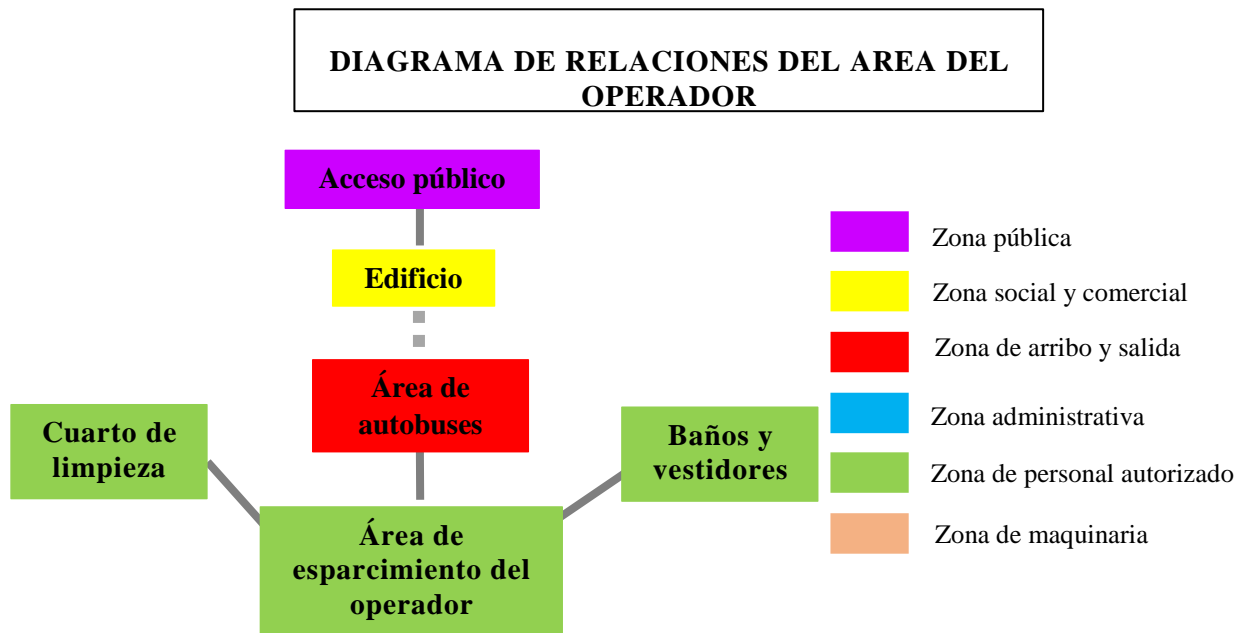 DIAGRAMA DE RELACIONES DEL AREA DEL
OPERADOR
Acceso público
Edificio
Área de
autobuses
Cuarto de
limpieza
Baños y
vestidores
Área de
esparcimiento del
operador
Zona pública
Zona social y comercial
Zona de arribo y salida
Zona administrativa
Zona de personal autorizado
Zona de maquinaria